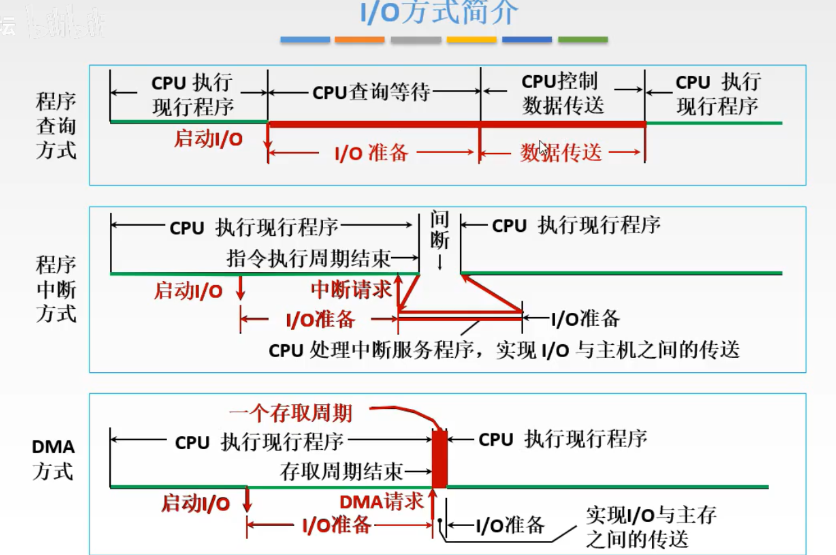 I/O方式简介
程序
查询
方式
CPU 执行
现行程序
CPU查询等待
CPU控制
数据传送
CPU 执行
现行程序
启动I/O
I/O 准备
数据传送
程序
中断
方式
CPU 执行现行程序
间
断
CPU 执行现行程序
指令执行周期结束
启动I/O
中断请求
I/O准备
I/O准备
CPU 处理中断服务程序，实现 I/O 与主机之间的传送
DMA
方式
一个存取周期
CPU 执行现行程序
CPU 执行现行程序
存取周期结束
启动I/O
DMA请求
I/O准备
I/O准备
实现I/O与主存
之间的传送